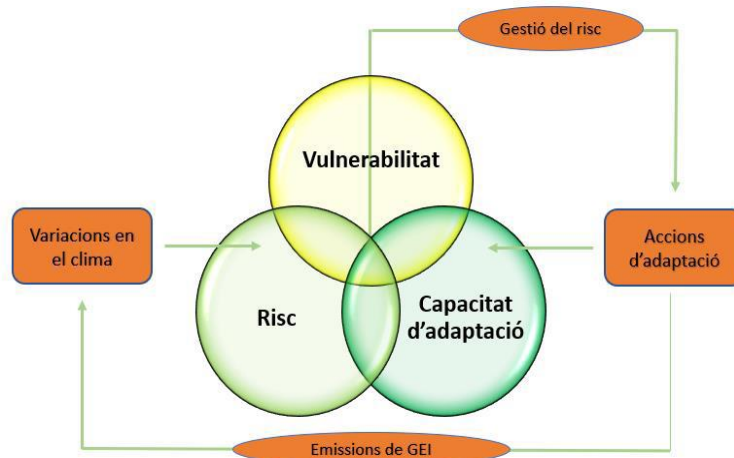 Gestió del risc
Vulnerabilitat
Variacions en
el clima
Accions
d'adaptació
Risc
Capacitat
d'adaptació
Emissions de GEI